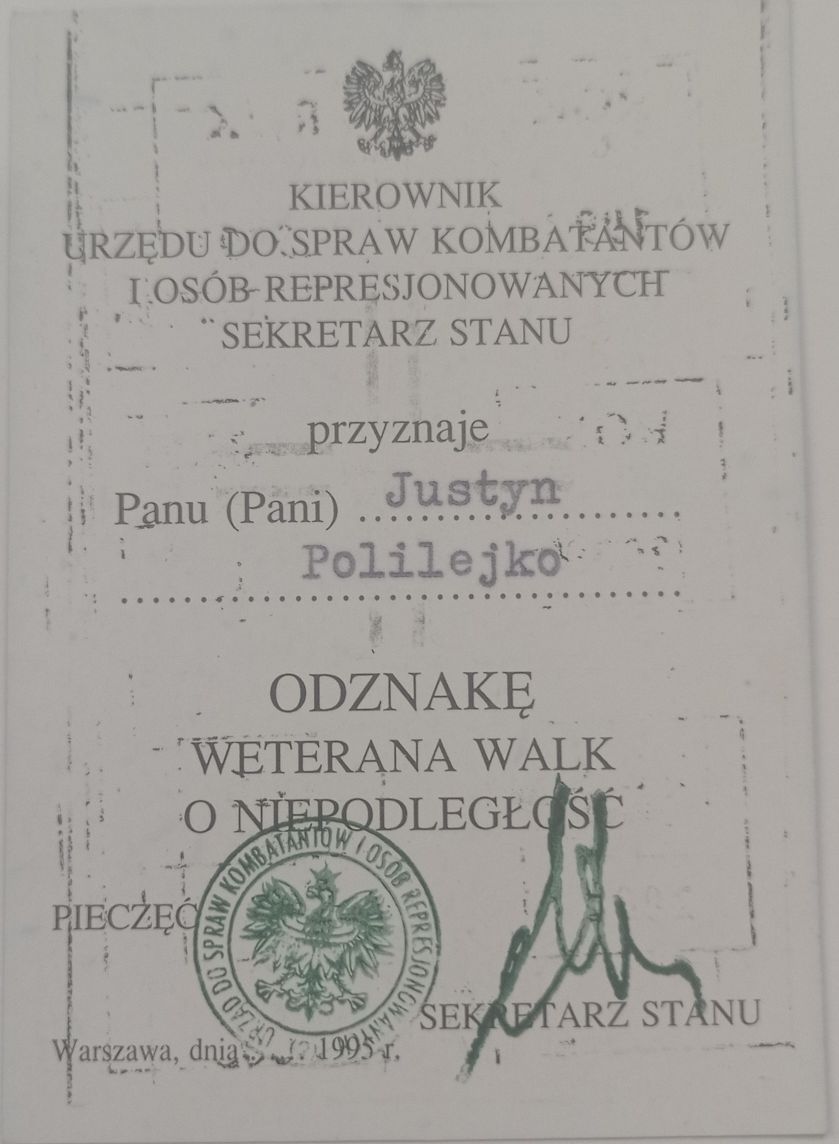 KIEROWNIK
URZĘDU DO SPRAW KOMBATANTÓW
I OSÓB REPRESJONOWANYCH
SEKRETARZ STANU
przyznaje
Panu (Pani) Justyn
Polilejko
ODZNAKĘ
WETERANA WALK
O NIEPODLEGŁOŚĆ
URZĄD DO SPRAW KOMBATANTÓW I OSÓB REPRESJONOWANYCH
PIECZĘĆ
SEKRETARZ STANU
Warszawa, dnia 1995 r.